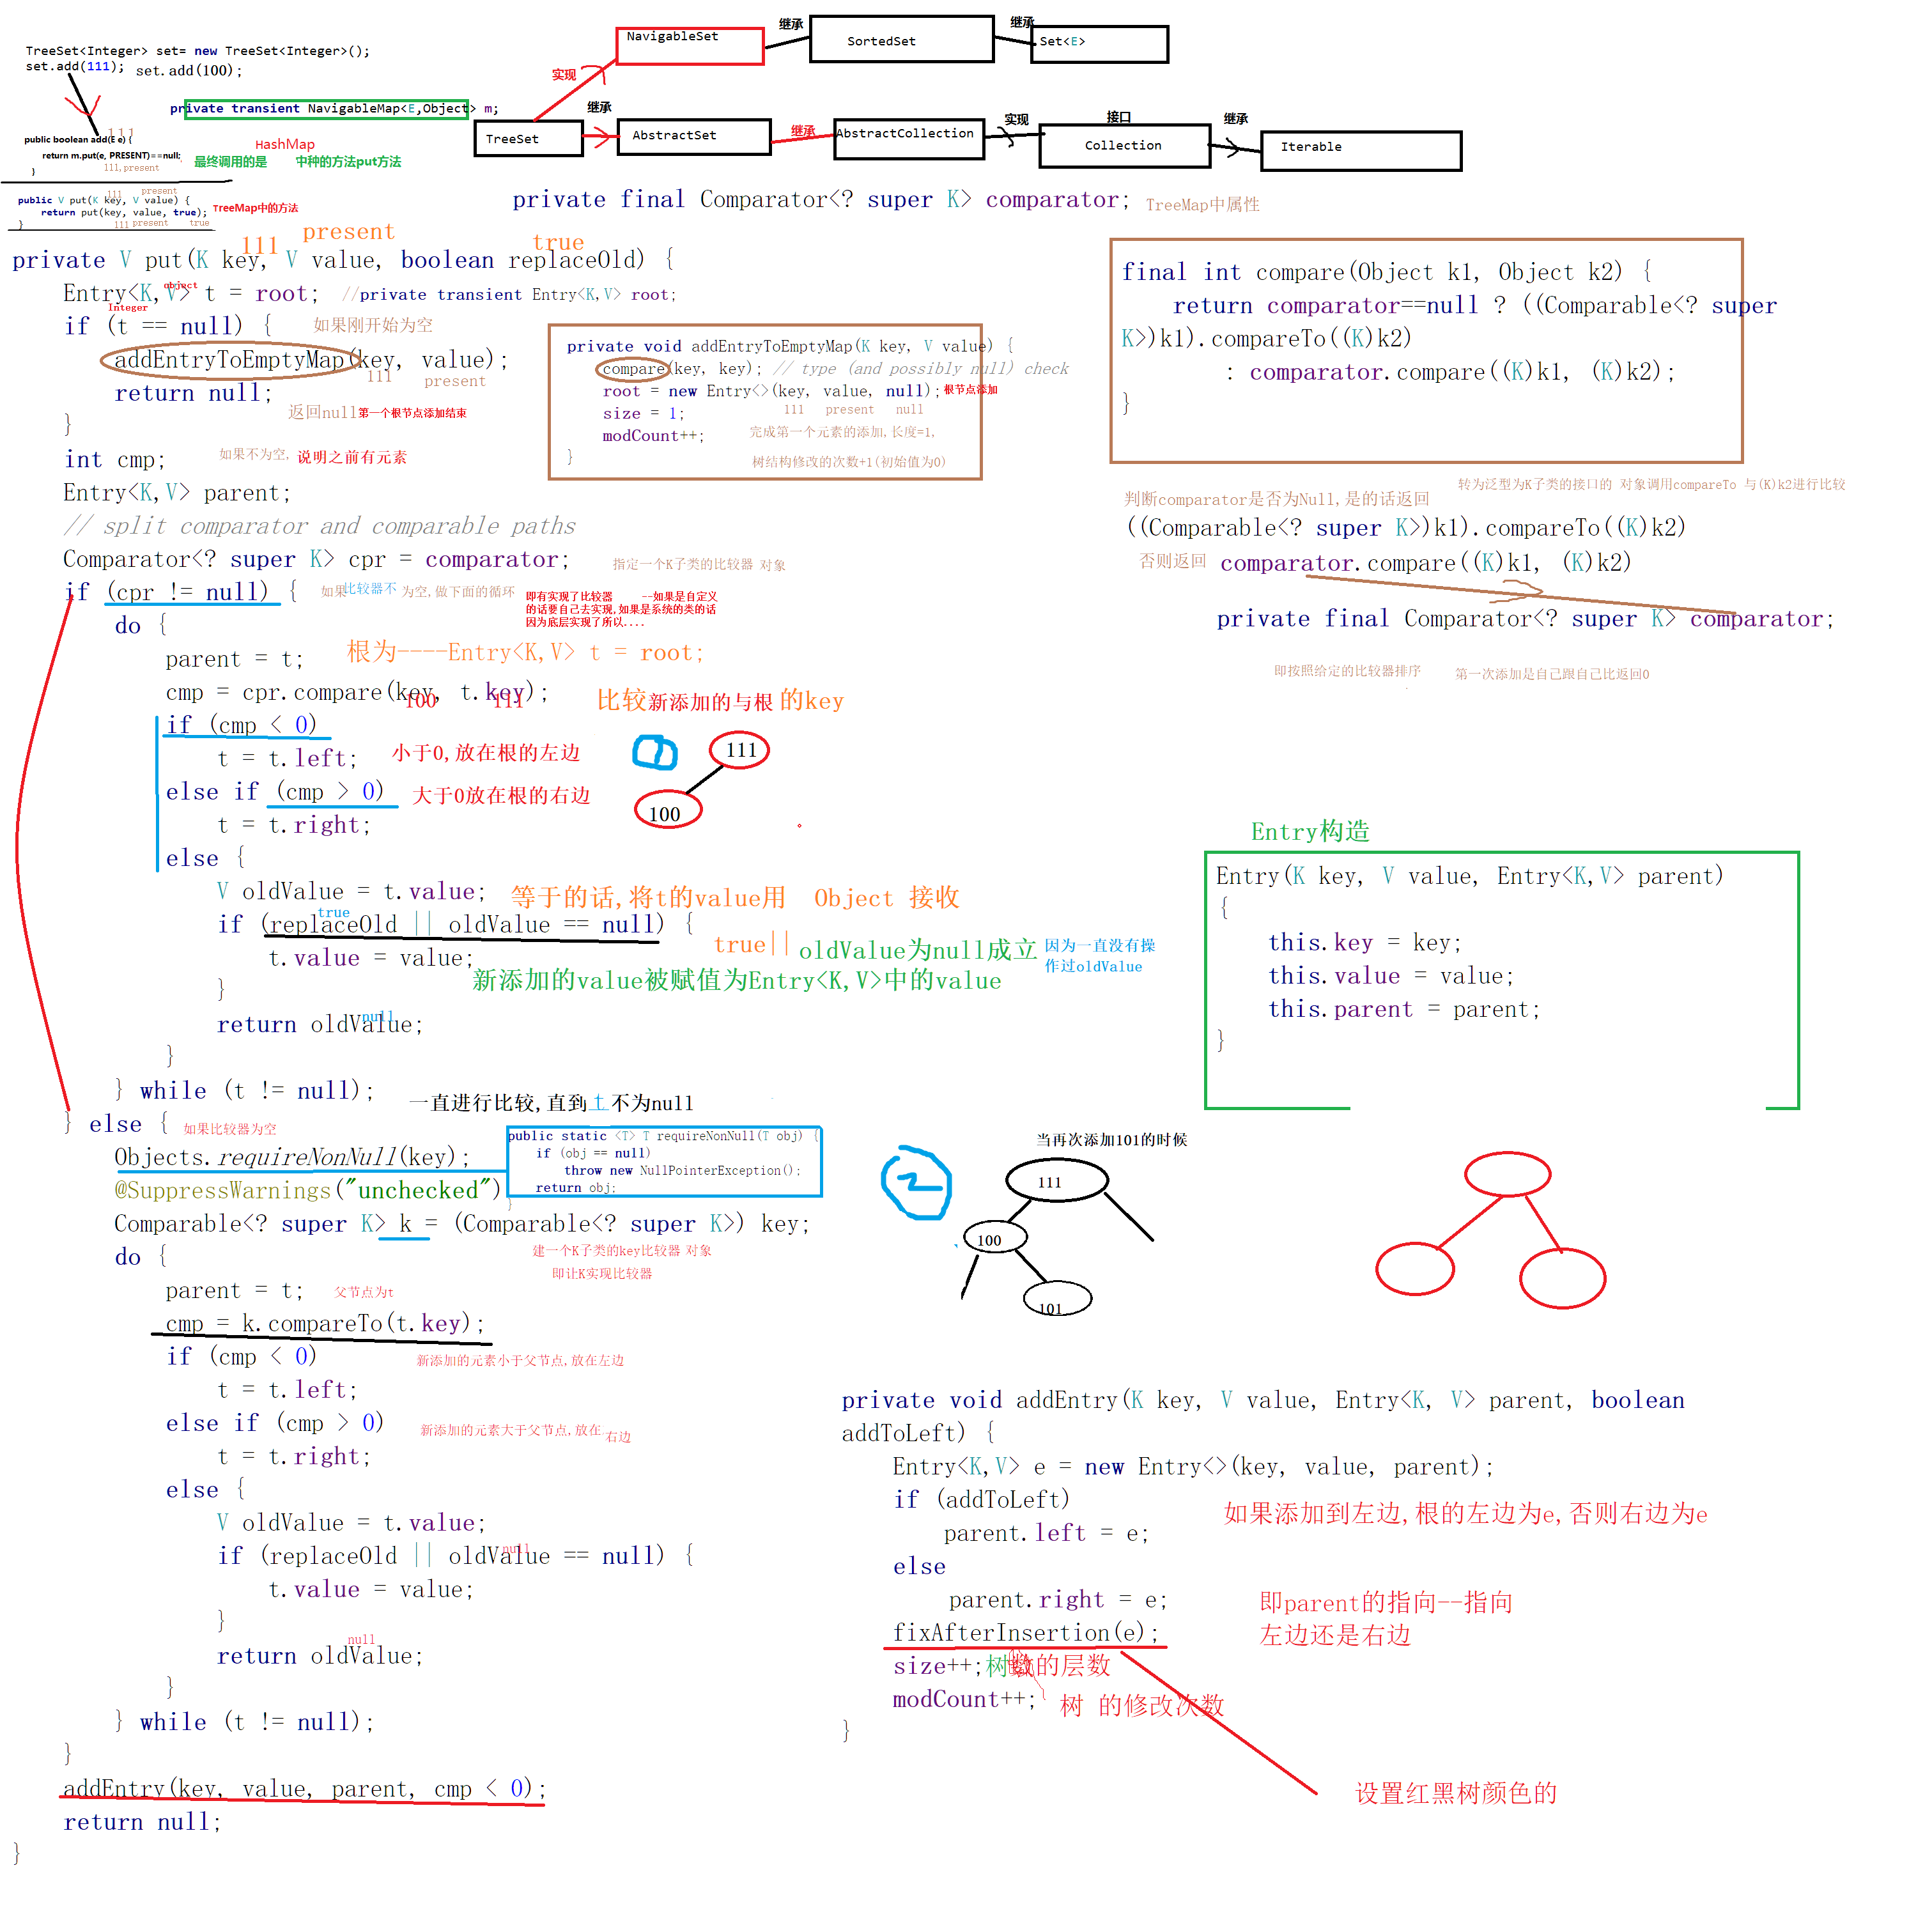 TreeSet<Integer> set= new TreeSet<Integer>();
set.add(111);
set.add(100);
private transient NavigableMap<E,Object> m;
111
public boolean add(E e) {
return m.put(e, PRESENT)==null;
111,present
}
HashMap
最终调用的是 中种的方法put方法
111 present
public V put(K key, V value) {
return put(key, value, true);
111 present true
}
TreeMap中的方法
NavigableSet
继承
SortedSet
继承
Set<E>
实现
TreeSet
继承
AbstractSet
继承
AbstractCollection
实现
接口
Collection
继承
Iterable
private final Comparator<? super K> comparator;
TreeMap中属性
111 present true
private V put(K key, V value, boolean replaceOld) {
object
Entry<K,V> t = root; //private transient Entry<K,V> root;
Integer
if (t == null) { 如果刚开始为空
addEntryToEmptyMap(key, value);
111 present
return null;
返回null第一个根节点添加结束
}
int cmp; 如果不为空, 说明之前有元素
Entry<K,V> parent;
// split comparator and comparable paths
Comparator<? super K> cpr = comparator; 指定一个K子类的比较器 对象
if (cpr != null) { 如果比较器不 为空,做下面的循环
即有实现了比较器 --如果是自定义
的话要自己去实现,如果是系统的类的话
因为底层实现了所以....
do {
parent = t; 根为----Entry<K,V> t = root;
cmp = cpr.compare(key, t.key); 比较新添加的与根 的key
100 111
if (cmp < 0)
t = t.left; 小于0,放在根的左边
else if (cmp > 0) 大于0放在根的右边
t = t.right;
111
100
else {
V oldValue = t.value; 等于的话,将t的value用 Object 接收
true
if (replaceOld || oldValue == null) {
true|| oldValue为null成立 因为一直没有操
作过oldValue
t.value = value;
新添加的value被赋值为Entry<K,V>中的value
}
null
return oldValue;
}
} while (t != null);
一直进行比较,直到 t 不为null
} else { 如果比较器为空
Objects.requireNonNull(key);
@SuppressWarnings("unchecked")
Comparable<? super K> k = (Comparable<? super K>) key;
do { 建一个K子类的key比较器 对象
即让K实现比较器
parent = t; 父节点为t
cmp = k.compareTo(t.key);
if (cmp < 0) 新添加的元素小于父节点,放在左边
t = t.left;
else if (cmp > 0) 新添加的元素大于父节点,放在 右边
t = t.right;
else {
V oldValue = t.value;
null
if (replaceOld || oldValue == null) {
t.value = value;
}
null
return oldValue;
}
} while (t != null);
}
addEntry(key, value, parent, cmp < 0);
return null;
}
private void addEntryToEmptyMap(K key, V value) {
compare(key, key); // type (and possibly null) check
root = new Entry<>(key, value, null); 根节点添加
111 present null
size = 1;
完成第一个元素的添加,长度=1,
modCount++;
树结构修改的次数+1(初始值为0)
}
final int compare(Object k1, Object k2) {
return comparator==null ? ((Comparable<? super
K>)k1).compareTo((K)k2)
: comparator.compare((K)k1, (K)k2);
}
转为泛型为K子类的接口的 对象调用compareTo 与(K)k2进行比较
判断comparator是否为Null,是的话返回
((Comparable<? super K>)k1).compareTo((K)k2)
否则返回 comparator.compare((K)k1, (K)k2)
private final Comparator<? super K> comparator;
即按照给定的比较器排序 第一次添加是自己跟自己比返回0
Entry构造
Entry(K key, V value, Entry<K,V> parent)
{
this.key = key;
this.value = value;
this.parent = parent;
}
public static <T> T requireNonNull(T obj) {
if (obj == null)
throw new NullPointerException();
return obj;
}
2
当再次添加101的时候
111
100
101
private void addEntry(K key, V value, Entry<K, V> parent, boolean
addToLeft) {
Entry<K,V> e = new Entry<>(key, value, parent);
if (addToLeft) 如果添加到左边,根的左边为e,否则右边为e
parent.left = e;
else
parent.right = e; 即parent的指向--指向
左边还是右边
fixAfterInsertion(e);
size++; 树数的层数
modCount++; 树 的修改次数
}
设置红黑树颜色的